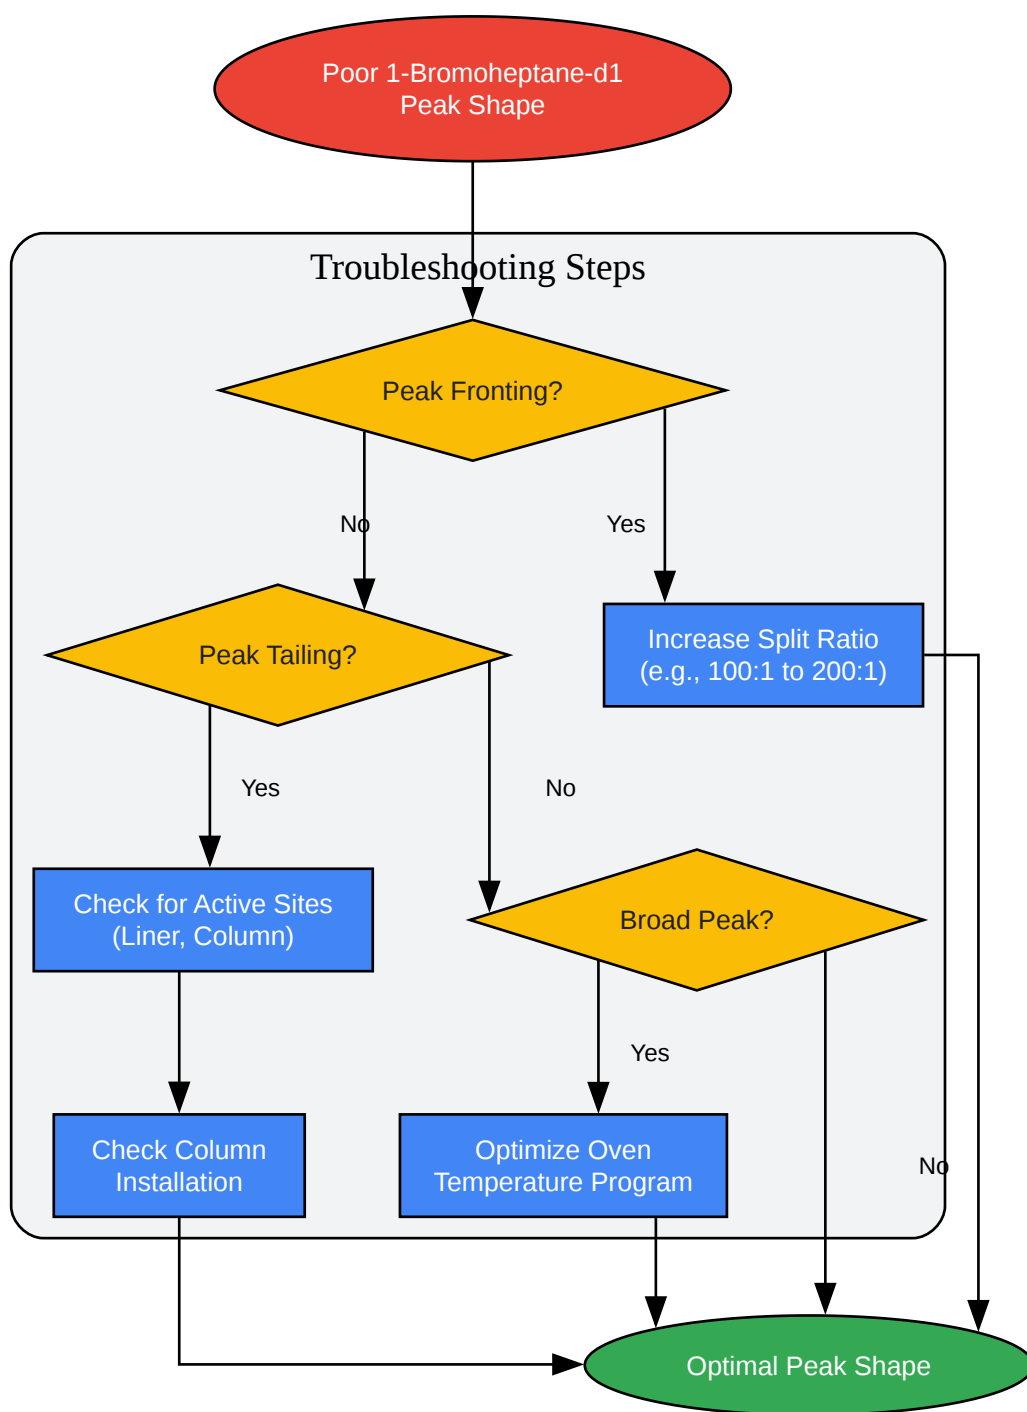 Poor 1-Bromoheptane-d1
Peak Shape
Troubleshooting Steps
Peak Fronting?
No
Yes
Peak Tailing?
Increase Split Ratio
(e.g., 100:1 to 200:1)
Yes
No
Check for Active Sites
(Liner, Column)
Broad Peak?
Yes
Check Column
Installation
Optimize Oven
Temperature Program
No
Optimal Peak Shape